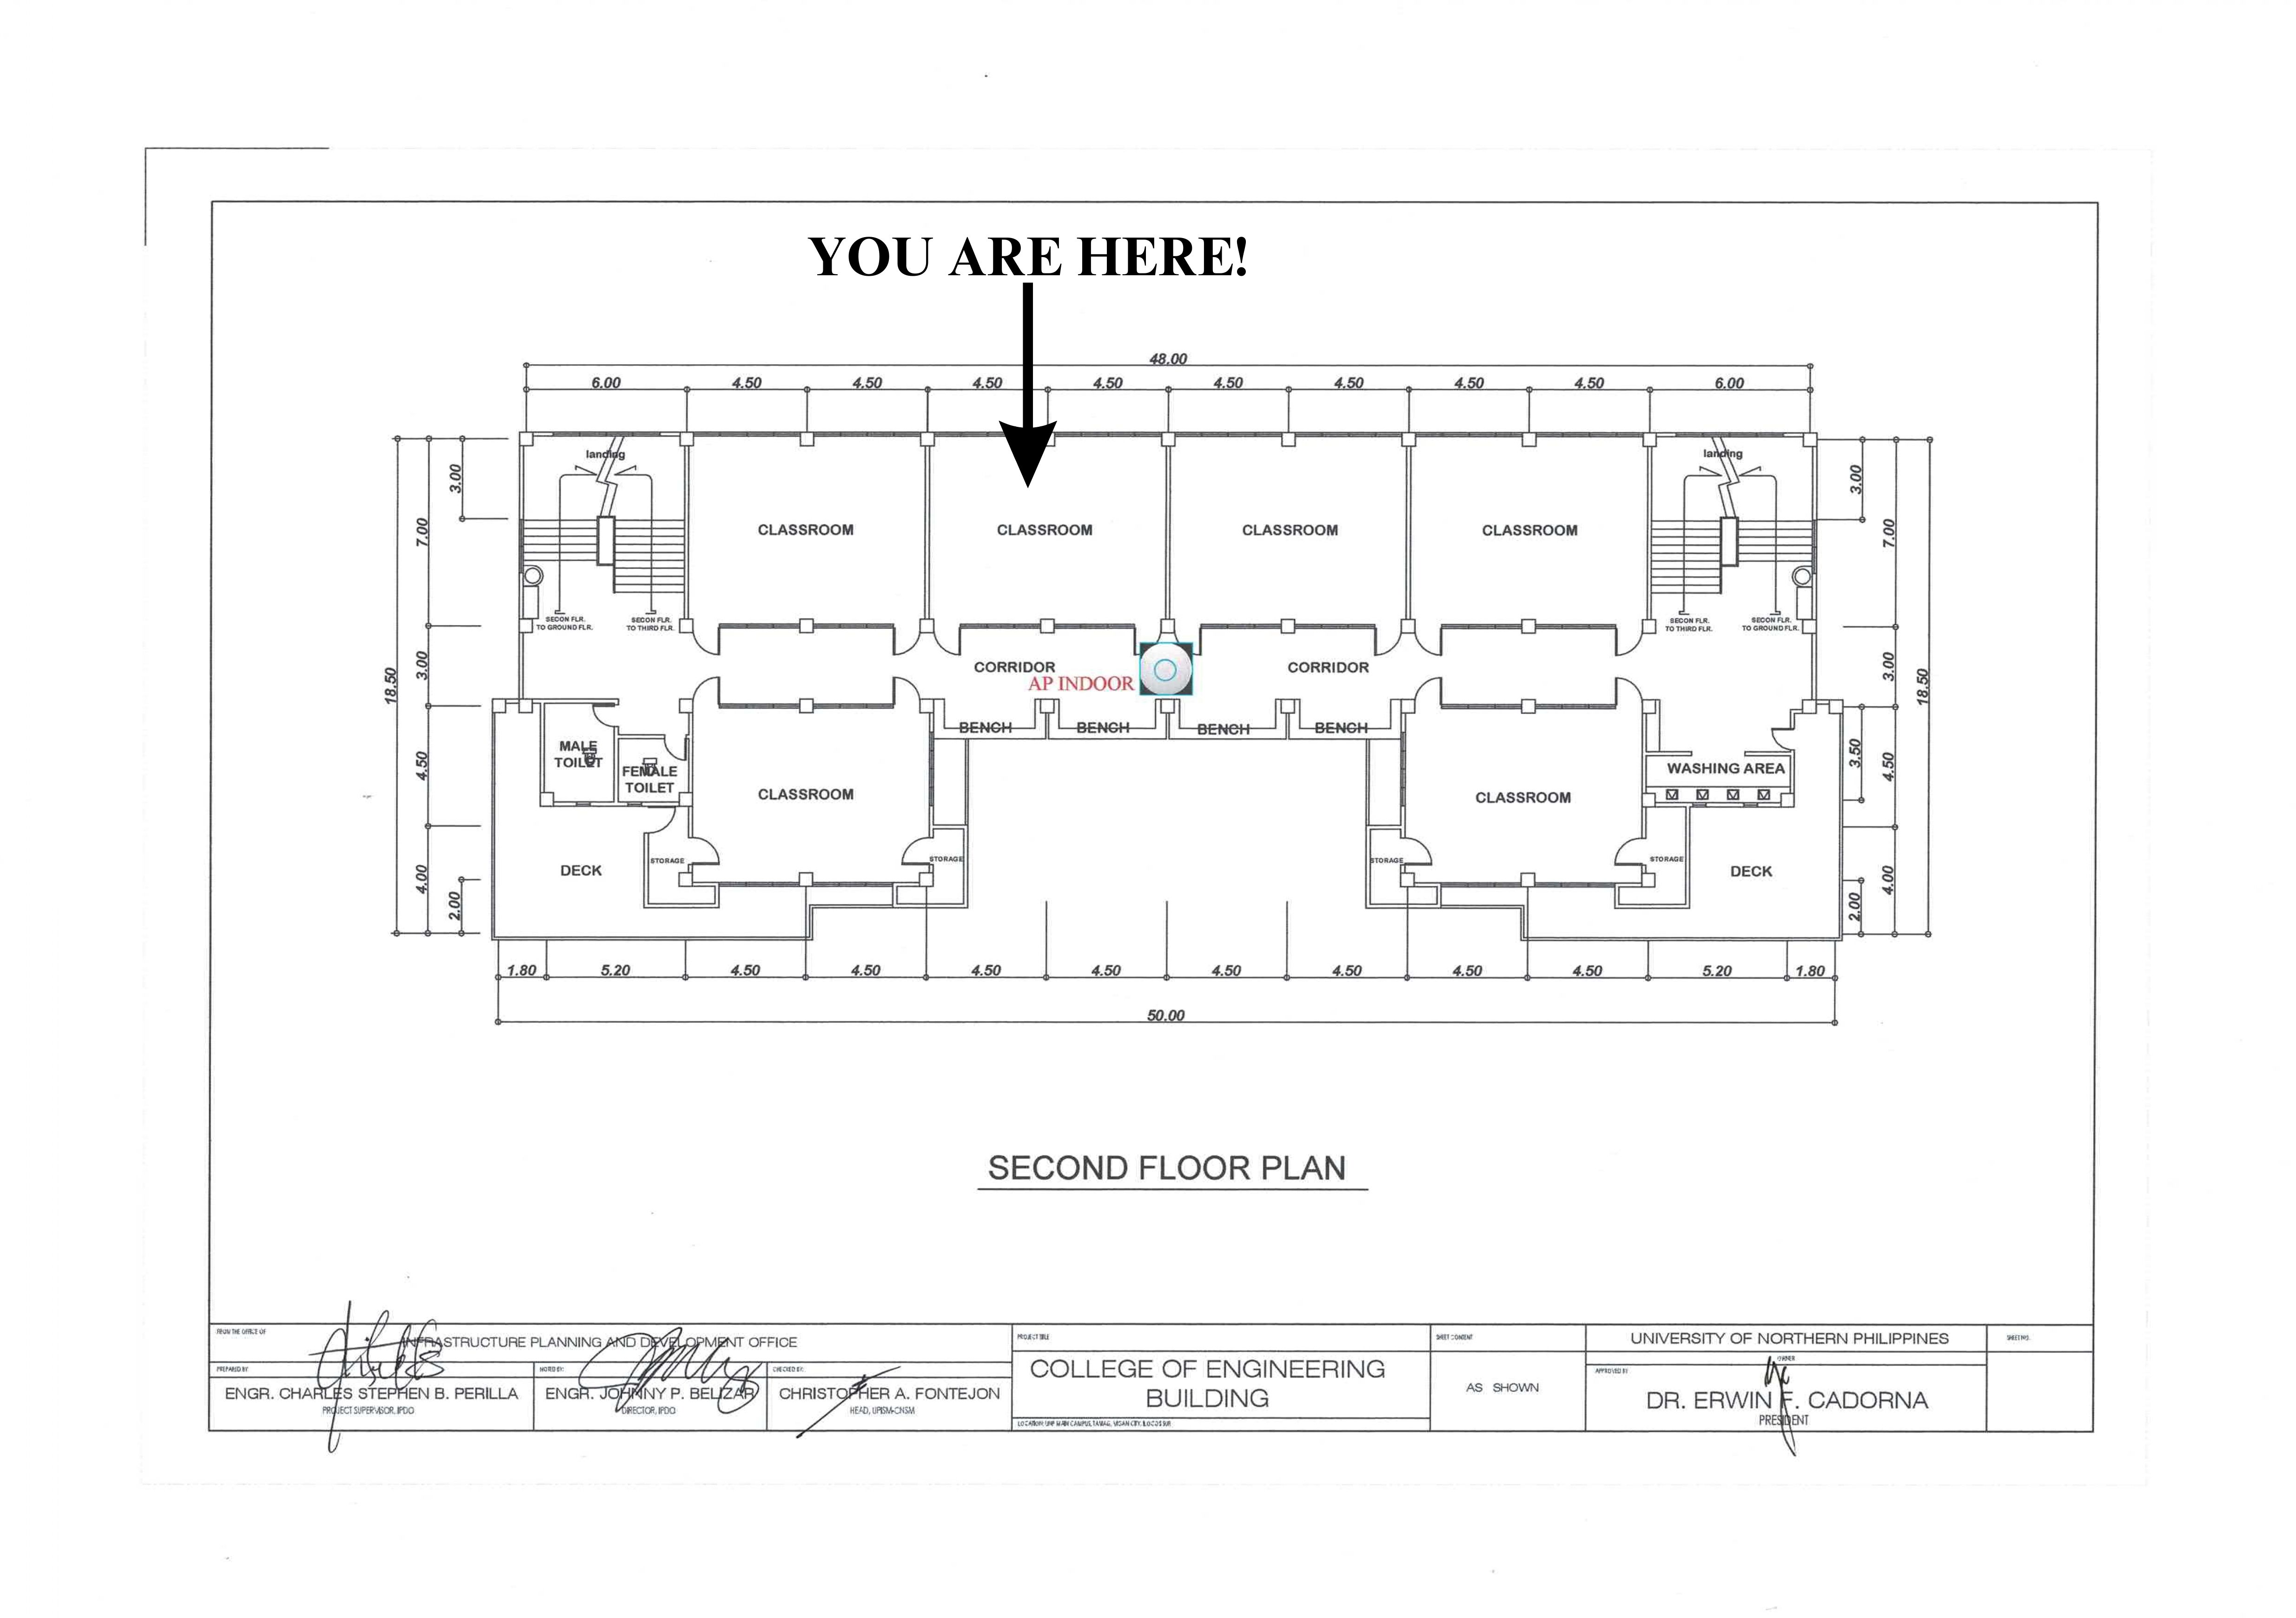 YOU ARE HERE!
48.00
6.00 4.50 4.50 4.50 4.50 4.50 4.50 4.50 4.50 6.00
landing
landing
3.00
3.00
7.00
7.00
CLASSROOM CLASSROOM CLASSROOM CLASSROOM
SECON FLR.
TO GROUND FLR.
SECON FLR.
TO THIRD FLR.
SECON FLR.
TO THIRD FLR.
SECON FLR.
TO GROUND FLR.
18.50
3.00
3.00
18.50
CORRIDOR
AP INDOOR
CORRIDOR
BENCH BENCH BENCH BENCH
MALE
TOILET
FEMALE
TOILET
4.50
3.50
4.50
WASHING AREA
CLASSROOM
CLASSROOM
STORAGE
STORAGE
STORAGE
STORAGE
DECK
DECK
4.00
2.00
2.00
4.00
1.80 5.20 4.50 4.50 4.50 4.50 4.50 4.50 4.50 4.50 5.20 1.80
50.00
SECOND FLOOR PLAN
FROM THE OFFICE OF
INFRASTRUCTURE PLANNING AND DEVELOPMENT OFFICE
PREPARED BY
ENGR. CHARLES STEPHEN B. PERILLA
PROJECT SUPERVISOR, IPDO
NOTED BY:
ENGR. JOHNNY P. BELIZAR
DIRECTOR, IPDO
CHECKED BY:
CHRISTOPHER A. FONTEJON
HEAD, UPISM-CNSM
PROJECT TITLE
COLLEGE OF ENGINEERING
BUILDING
LOCATION: UNP MAIN CAMPUS, TAMAG, VIGAN CITY, ILOCOS SUR
SHEET CONTENT
AS SHOWN
UNIVERSITY OF NORTHERN PHILIPPINES
OWNER
APPROVED BY
DR. ERWIN F. CADORNA
PRESIDENT
SHEET NO.